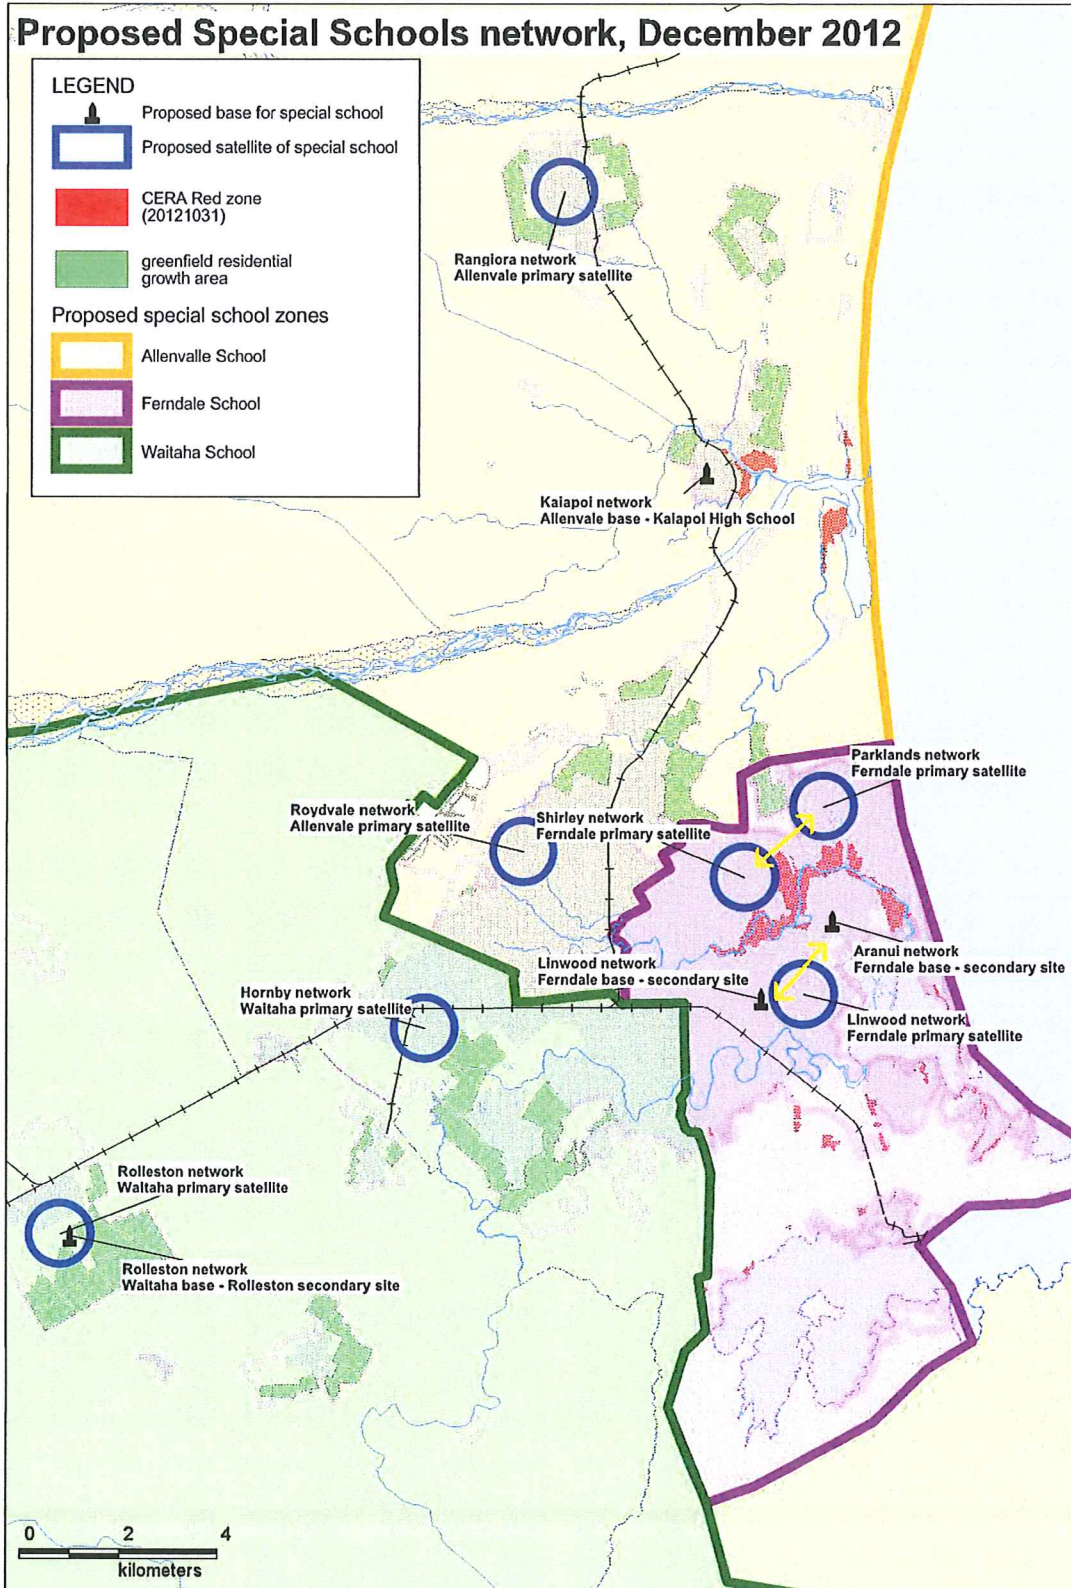 Proposed Special Schools network, December 2012
LEGEND
Proposed base for special school
Proposed satellite of special school
CERA Red zone
(20121031)
greenfield residential
growth area
Proposed special school zones
Allenvalle School
Ferndale School
Waitaha School
Rangiora network
Allenvale primary satellite
Kaiapoi network
Allenvale base - Kaiapoi High School
Parklands network
Ferndale primary satellite
Roydvale network
Allenvale primary satellite
Shirley network
Ferndale primary satellite
Aranui network
Ferndale base - secondary site
Linwood network
Ferndale base - secondary site
Hornby network
Waitaha primary satellite
Linwood network
Ferndale primary satellite
Rolleston network
Waltaha primary satellite
Rolleston network
Waltaha base - Rolleston secondary site
0 2 4
kilometers